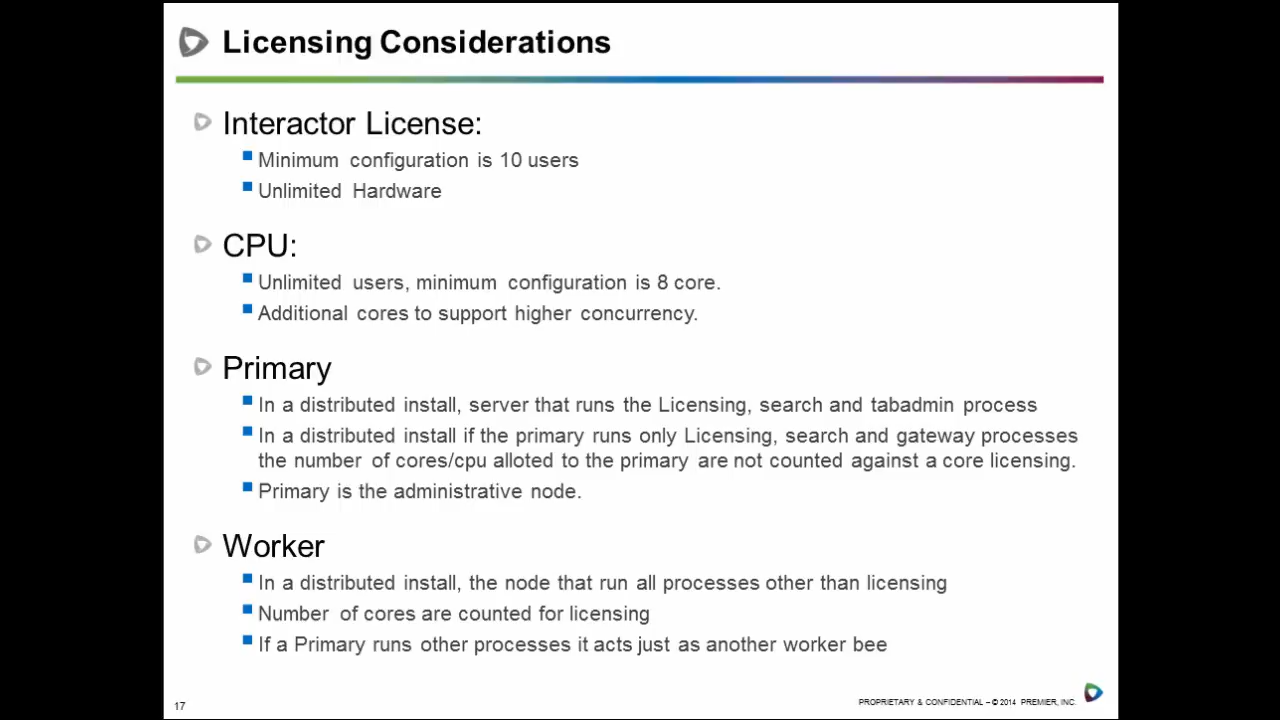 Licensing Considerations
Interactor License:
Minimum configuration is 10 users
Unlimited Hardware
CPU:
Unlimited users, minimum configuration is 8 core.
Additional cores to support higher concurrency.
Primary
In a distributed install, server that runs the Licensing, search and tabadmin process
In a distributed install if the primary runs only Licensing, search and gateway processes
the number of cores/cpu alloted to the primary are not counted against a core licensing.
Primary is the administrative node.
Worker
In a distributed install, the node that run all processes other than licensing
Number of cores are counted for licensing
If a Primary runs other processes it acts just as another worker bee
17
PROPRIETARY & CONFIDENTIAL – © 2014 PREMIER, INC.